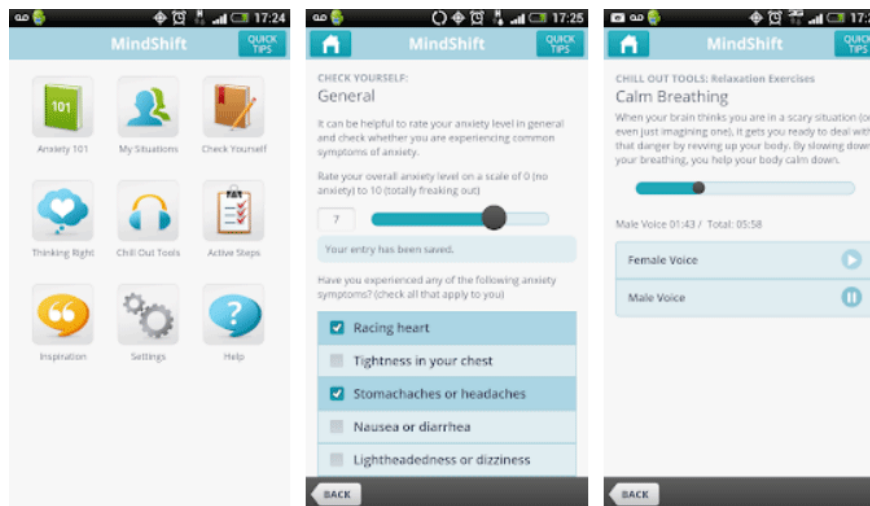 17:24
MindShift
QUICK
TIPS
101
Anxiety 101
My Situations
Check Yourself
Thinking Right
Chill Out Tools
Active Steps
Inspiration
Settings
Help
17:25
MindShift
QUICK
TIPS
CHECK YOURSELF:
General
It can be helpful to rate your anxiety level in general
and check whether you are experiencing common
symptoms of anxiety.
Rate your overall anxiety level on a scale of 0 (no
anxiety) to 10 (totally freaking out)
7
Your entry has been saved.
Have you experienced any of the following anxiety
symptoms? (check all that apply to you)
Racing heart
Tightness in your chest
Stomachaches or headaches
Nausea or diarrhea
Lightheadedness or dizziness
BACK
MindShift
QUICK
TIPS
CHILL OUT TOOLS: Relaxation Exercises
Calm Breathing
When your brain thinks you are in a scary situation (or
even just imagining one), it gets you ready to deal with
that danger by revving up your body. By slowing down
your breathing, you help your body calm down.
Male Voice 01:43 / Total: 05:58
Female Voice
Male Voice
BACK